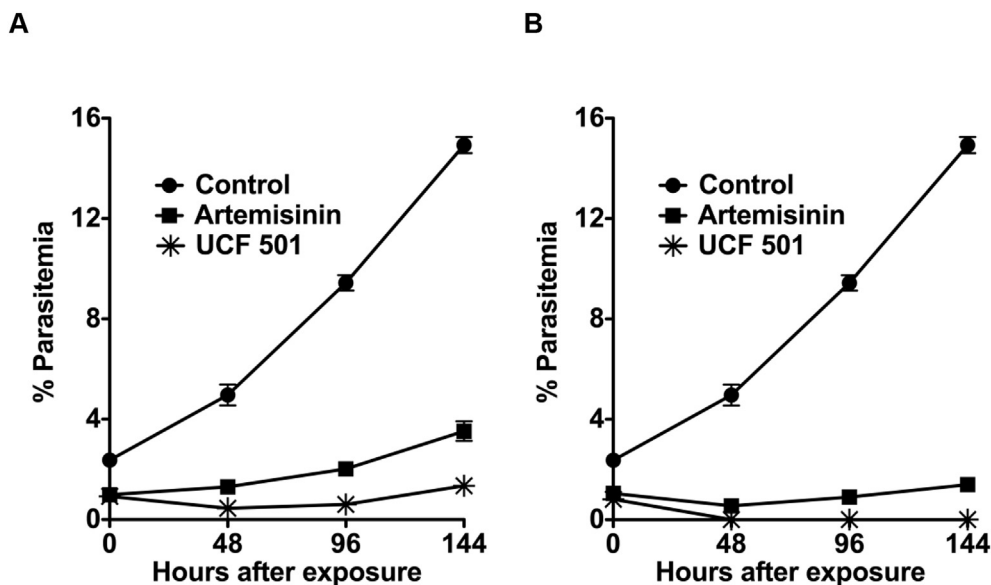 A
% Parasitemia
16
12
8
4
0
Control
Artemisinin
UCF 501
0 48 96 144
Hours after exposure
B
% Parasitemia
16
12
8
4
0
Control
Artemisinin
UCF 501
0 48 96 144
Hours after exposure